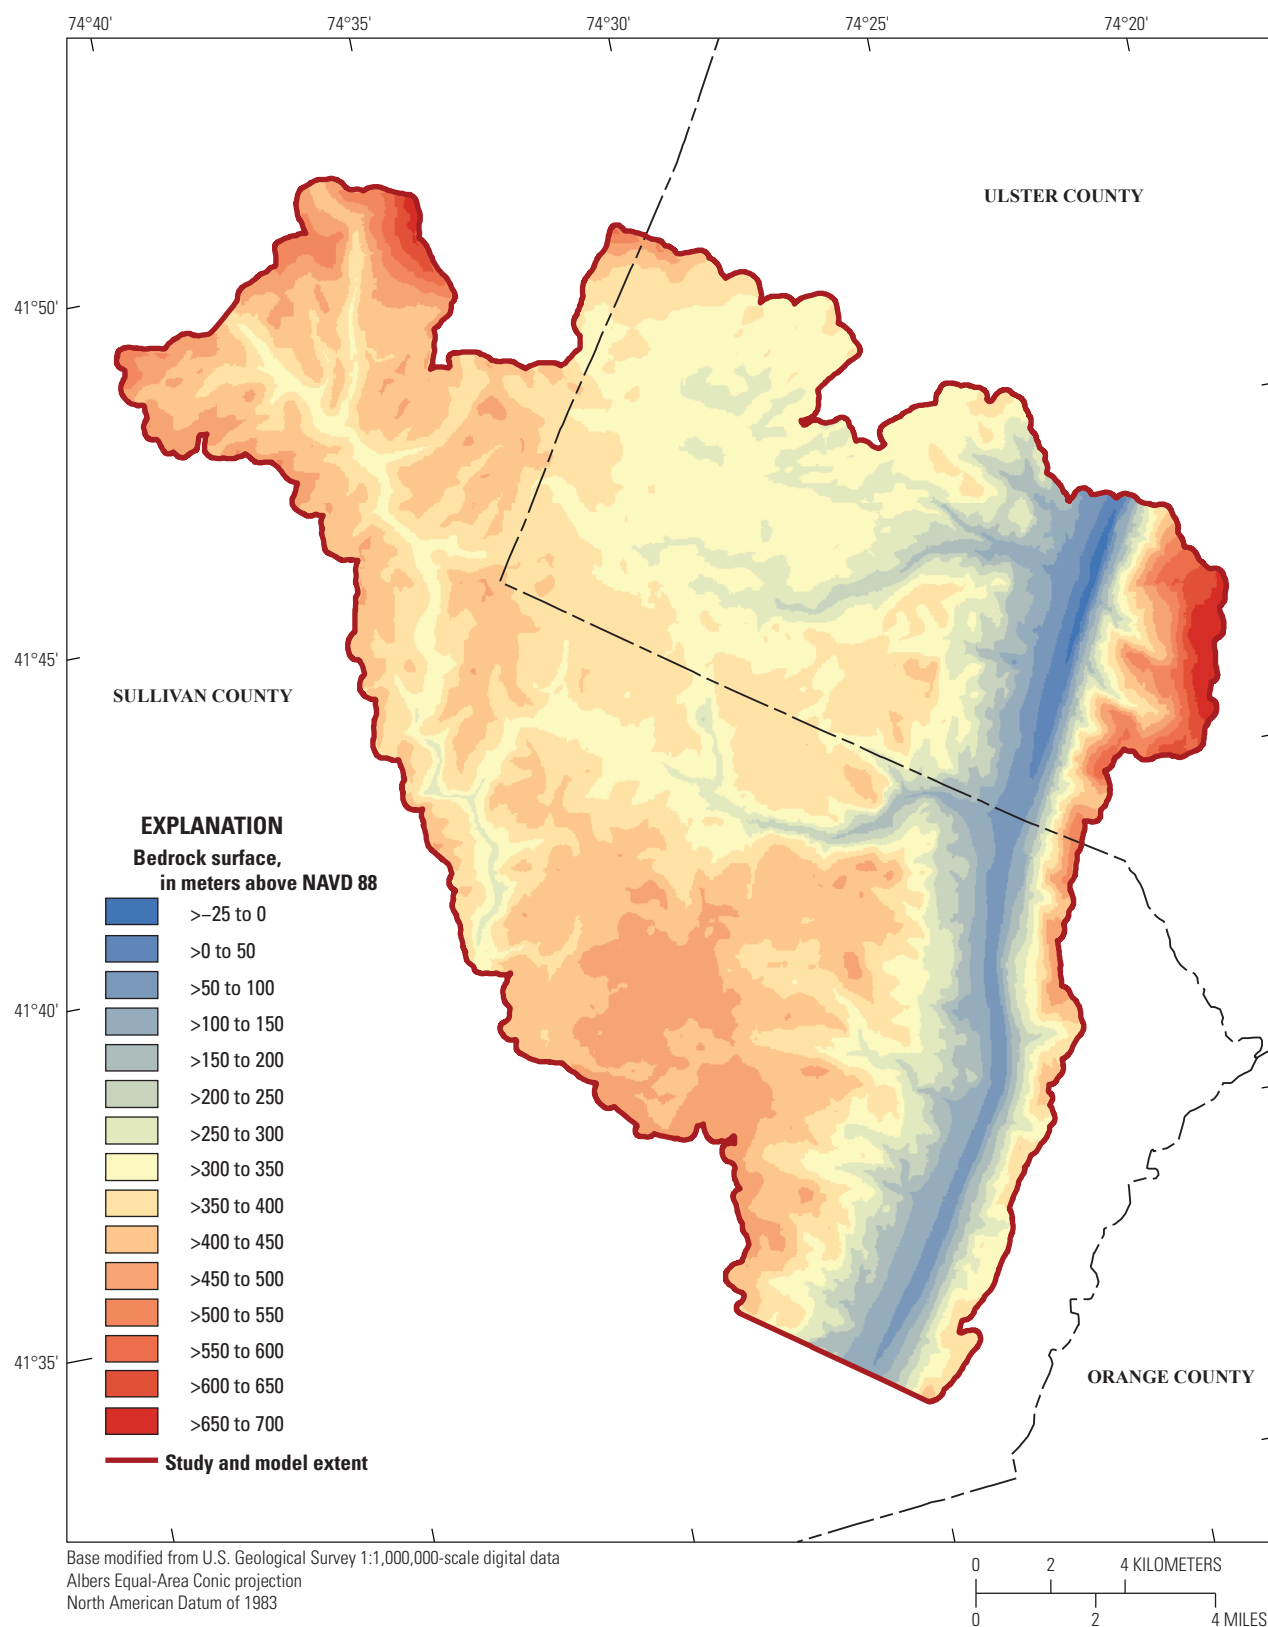 74°40'
74°35'
74°30'
74°25'
74°20'
ULSTER COUNTY
41°50'
41°45'
SULLIVAN COUNTY
EXPLANATION
Bedrock surface,
in meters above NAVD 88
>−25 to 0
>0 to 50
>50 to 100
>100 to 150
>150 to 200
>200 to 250
>250 to 300
>300 to 350
>350 to 400
>400 to 450
>450 to 500
>500 to 550
>550 to 600
>600 to 650
>650 to 700
Study and model extent
41°40'
41°35'
ORANGE COUNTY
Base modified from U.S. Geological Survey 1:1,000,000-scale digital data
Albers Equal-Area Conic projection
North American Datum of 1983
0 2 4 KILOMETERS
0 2 4 MILES